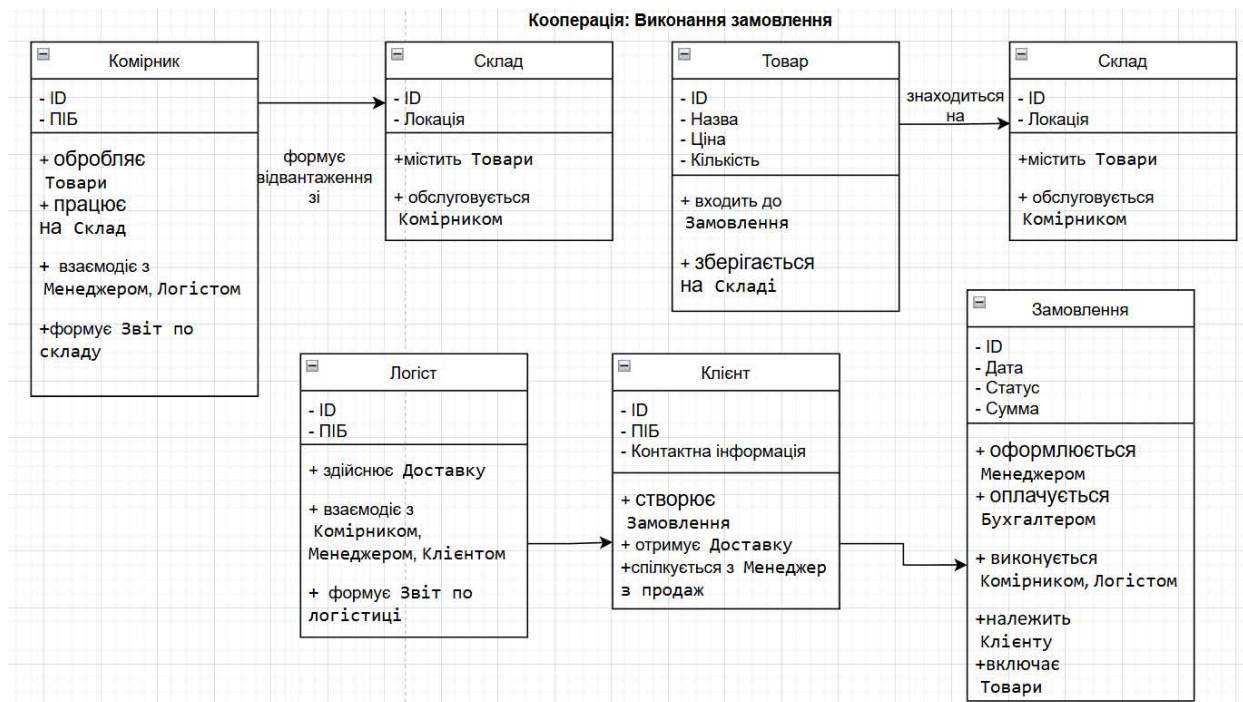 Кооперація: Виконання замовлення
Комірник
- ID
- ПІБ
+ обробляє
Товари
+ працює
на Склад
+ взаємодіє з
Менеджером, Логістом
+формує Звіт по
складу
формує
відвантаження
зі
Склад
- ID
- Локація
+містить Товари
+ обслуговується
Комірником
Товар
- ID
- Назва
- Ціна
- Кількість
+ входить до
Замовлення
+ зберігається
на Складі
знаходиться
на
Склад
- ID
- Локація
+містить Товари
+ обслуговується
Комірником
Логіст
- ID
- ПІБ
+ здійснює Доставку
+ взаємодіє з
Комірником,
Менеджером, Клієнтом
+ формує Звіт по
логістиці
Клієнт
- ID
- ПІБ
- Контактна інформація
+ створює
Замовлення
+ отримує Доставку
+спілкується з Менеджер
з продаж
Замовлення
- ID
- Дата
- Статус
- Сумма
+ оформлюється
Менеджером
+ оплачується
Бухгалтером
+ виконується
Комірником, Логістом
+належить
Клієнту
+включає
Товари